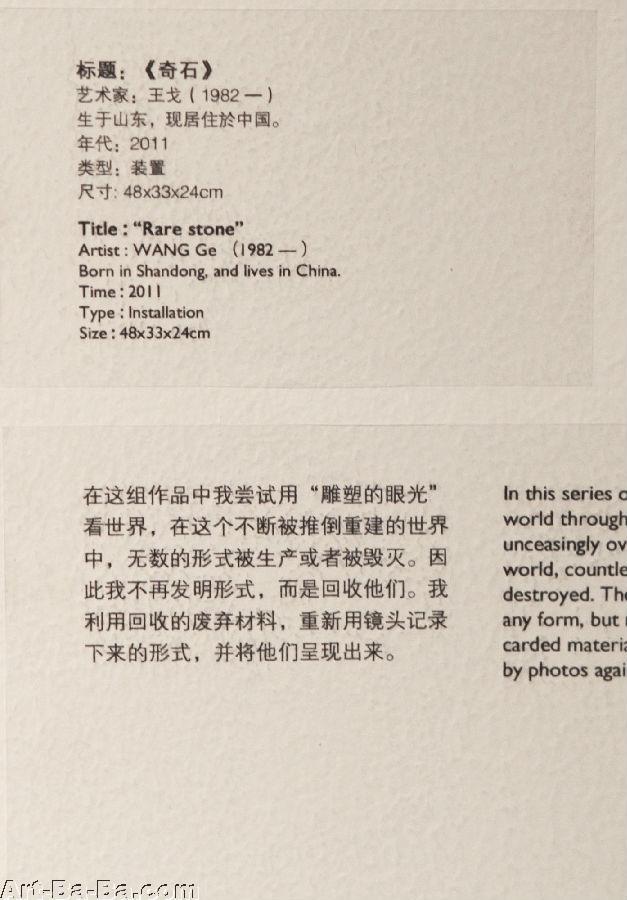 标题：《奇石》
艺术家：王戈（1982 — ）
生于山东，现居住於中国。
年代：2011
类型：装置
尺寸: 48x33x24cm
Title : “Rare stone”
Artist : WANG Ge （1982 — ）
Born in Shandong, and lives in China.
Time : 2011
Type : Installation
Size : 48x33x24cm
在这组作品中我尝试用“雕塑的眼光”
看世界，在这个不断被推倒重建的世界
中，无数的形式被生产或者被毁灭。因
此我不再发明形式，而是回收他们。我
利用回收的废弃材料，重新用镜头记录
下来的形式，并将他们呈现出来。
In this series
world through
unceasingly
world,
destroyed.
any form, but
carded
by photos
Art-Ba-Ba.com